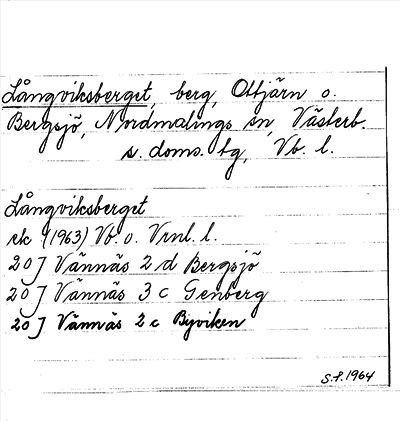 Långviksberget, berg, Ottjärn o.
Bergsjö, Nordmalings sn, Västerb.
s. doms. tg, Vb. l.
Långviksberget
ek (1963) Vb. o. Vrnl. l.
20 J Vännäs 2 d Bergsjö
20 J Vännäs 3 c Genberg
20 J Vännäs 2 c Byviken
S.f. 1964